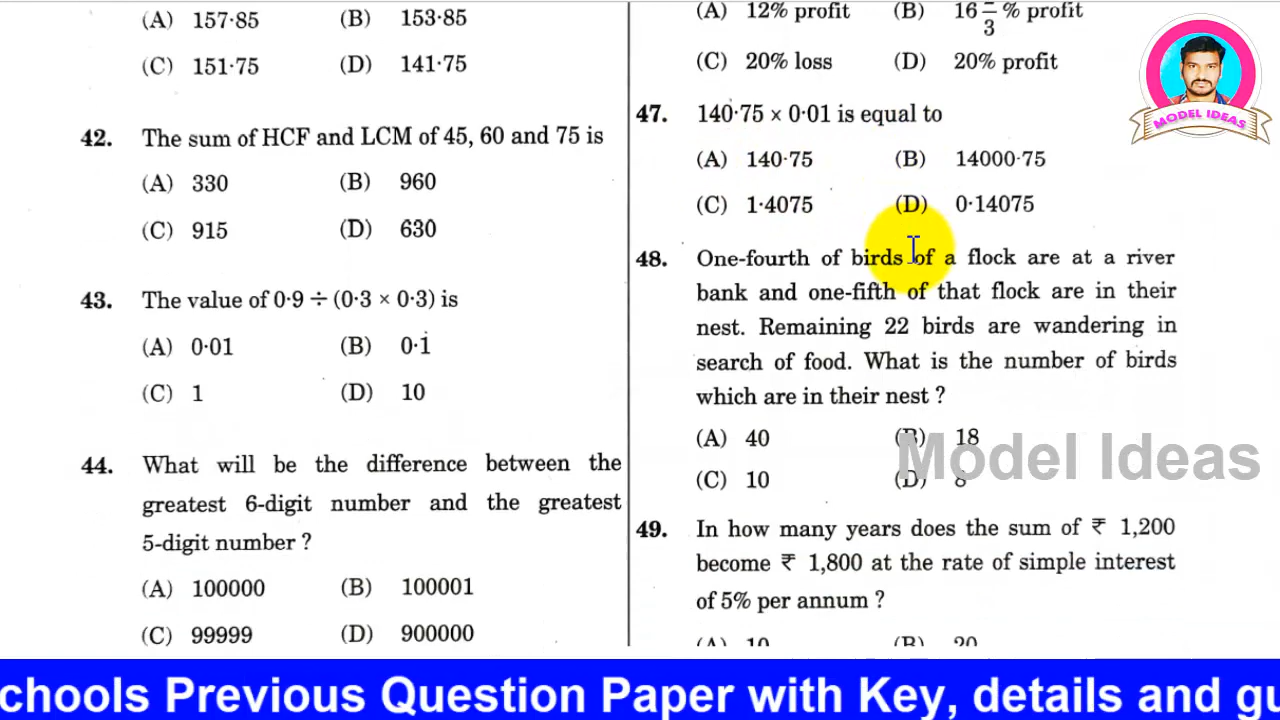 (A) 157·85 (B) 153·85
(C) 151·75 (D) 141·75
42. The sum of HCF and LCM of 45, 60 and 75 is
(A) 330 (B) 960
(C) 915 (D) 630
43. The value of 0·9 ÷ (0·3 × 0·3) is
(A) 0·01 (B) 0·1̇
(C) 1 (D) 10
44. What will be the difference between the
greatest 6-digit number and the greatest
5-digit number ?
(A) 100000 (B) 100001
(C) 99999 (D) 900000
(A) 12% profit (B) 16 –/3 % profit
(C) 20% loss (D) 20% profit
47. 140·75 × 0·01 is equal to
(A) 140·75 (B) 14000·75
(C) 1·4075 (D) 0·14075
48. One-fourth of birds of a flock are at a river
bank and one-fifth of that flock are in their
nest. Remaining 22 birds are wandering in
search of food. What is the number of birds
which are in their nest ?
(A) 40 (B) 18
(C) 10 (D) 8
49. In how many years does the sum of ₹ 1,200
become ₹ 1,800 at the rate of simple interest
of 5% per annum ?
(A) 10 (B) 20
MODEL IDEAS
Model Ideas
chools Previous Question Paper with Key, details and gu